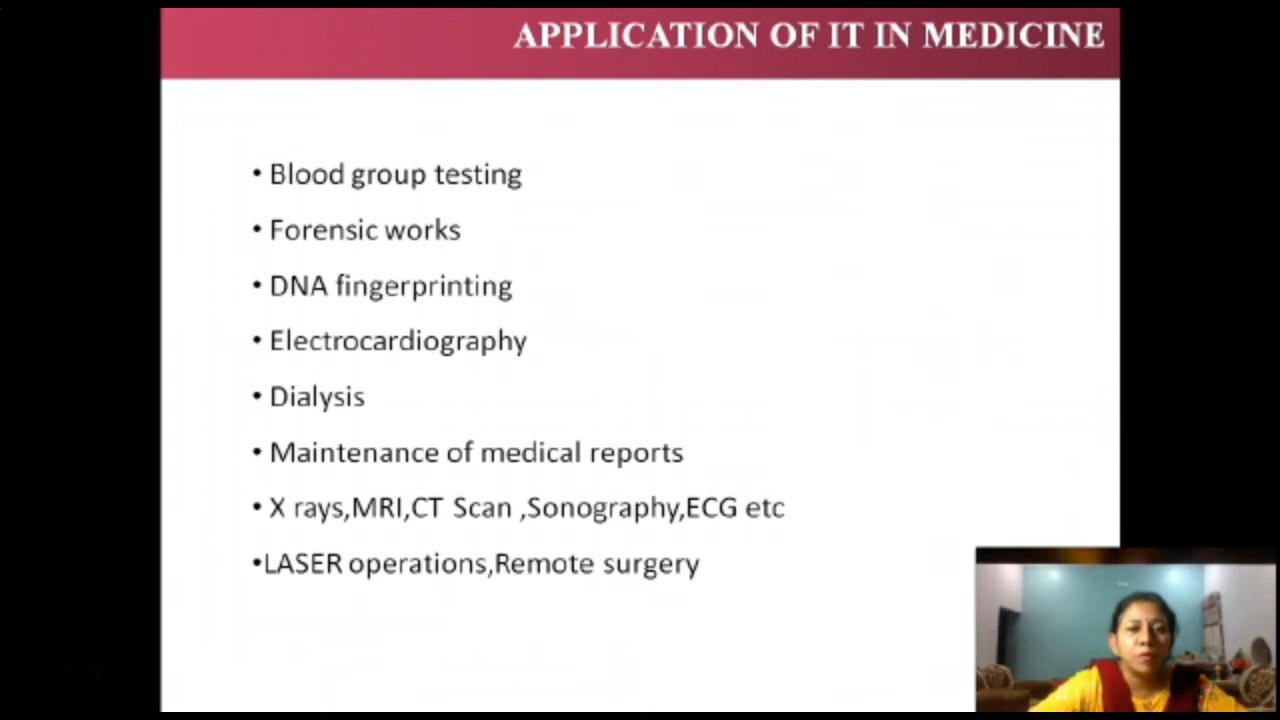 APPLICATION OF IT IN MEDICINE
• Blood group testing
• Forensic works
• DNA fingerprinting
• Electrocardiography
• Dialysis
• Maintenance of medical reports
• X rays,MRI,CT Scan ,Sonography,ECG etc
•LASER operations,Remote surgery